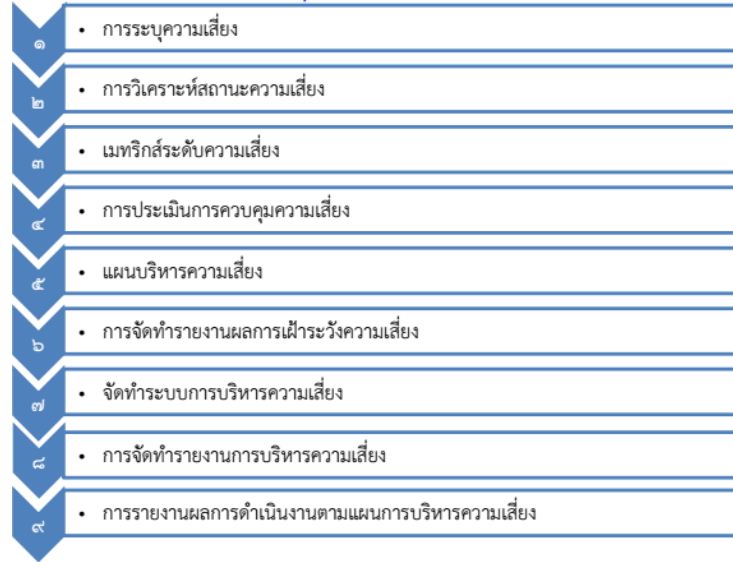 ๑ • การระบุความเสี่ยง
๒ • การวิเคราะห์สถานะความเสี่ยง
๓ • เมทริกส์ระดับความเสี่ยง
๔ • การประเมินการควบคุมความเสี่ยง
๕ • แผนบริหารความเสี่ยง
๖ • การจัดทำรายงานผลการเฝ้าระวังความเสี่ยง
๗ • จัดทำระบบการบริหารความเสี่ยง
๘ • การจัดทำรายงานการบริหารความเสี่ยง
๙ • การรายงานผลการดำเนินงานตามแผนการบริหารความเสี่ยง